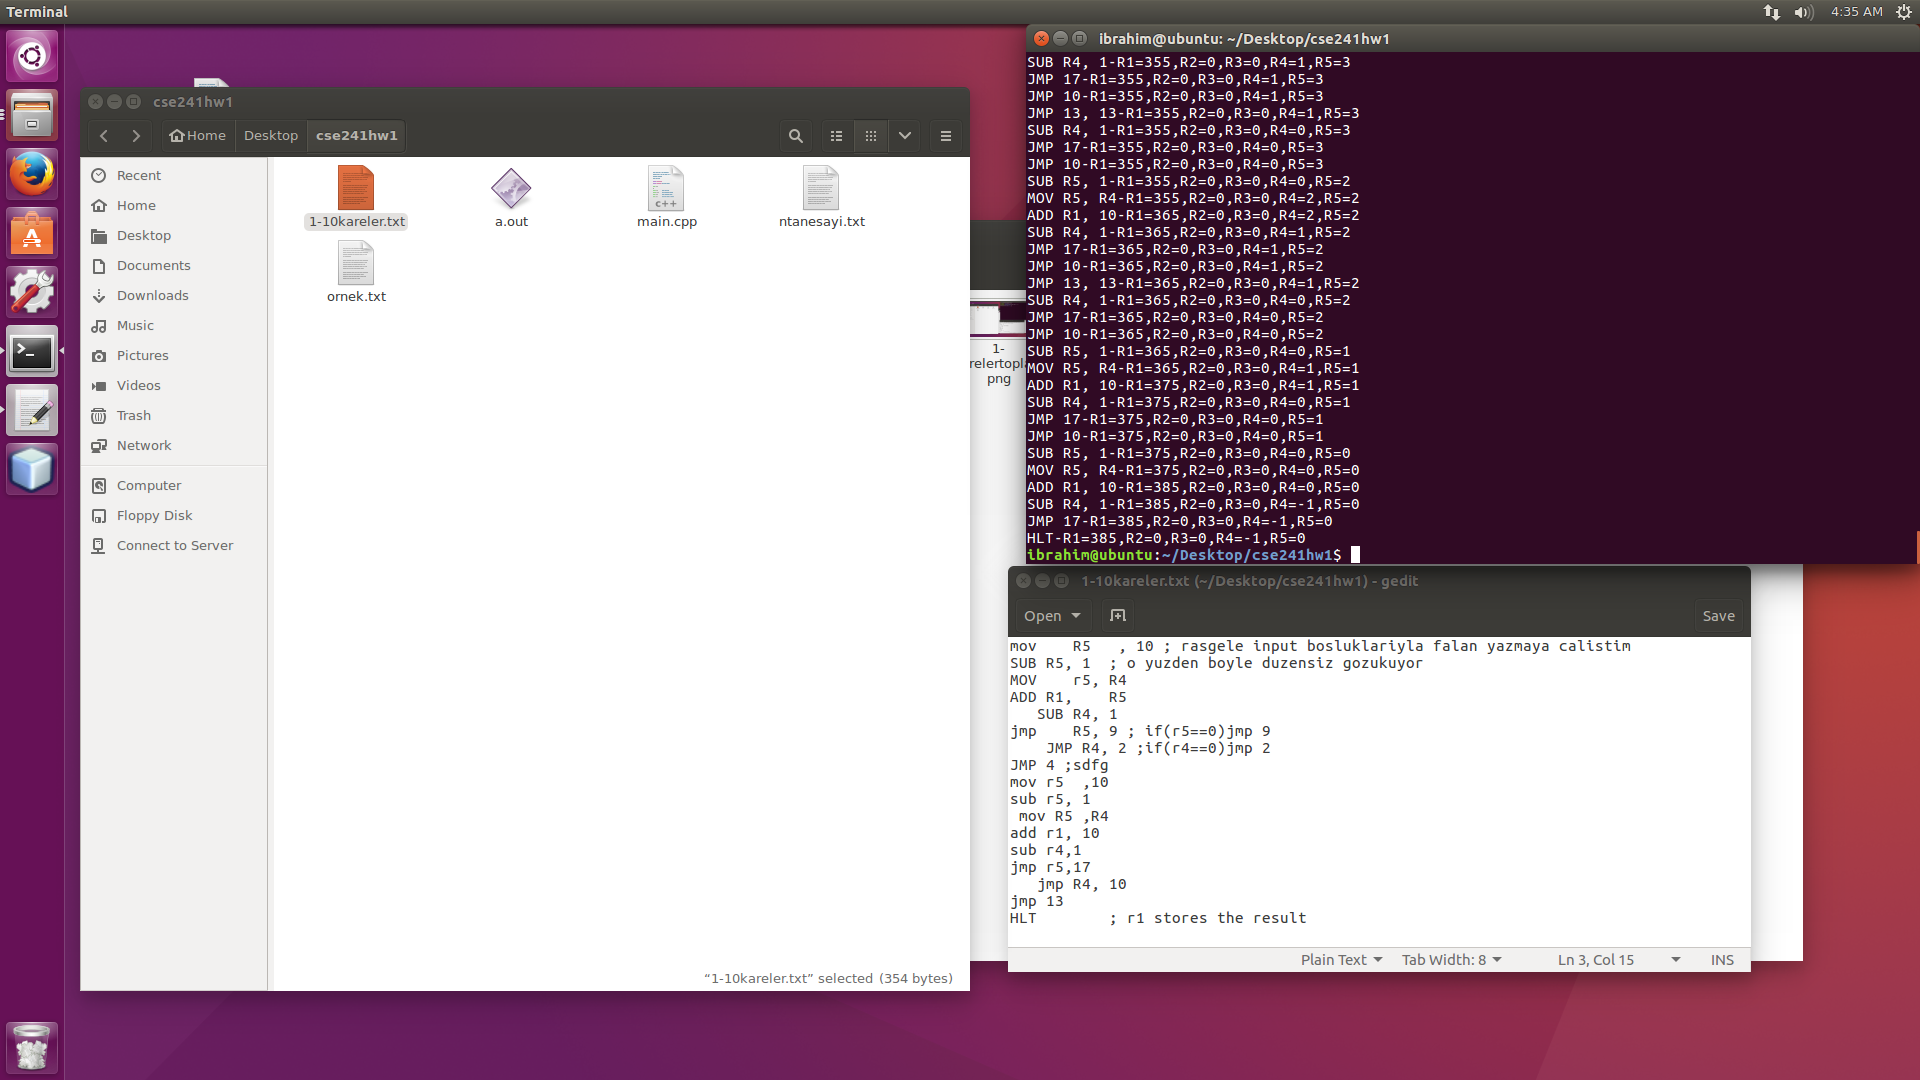 Terminal
4:35 AM
cse241hw1
Home
Desktop
cse241hw1
Recent
Home
Desktop
Documents
Downloads
Music
Pictures
Videos
Trash
Network
Computer
Floppy Disk
Connect to Server
1-10kareler.txt
a.out
main.cpp
ntanesayi.txt
ornek.txt
“1-10kareler.txt” selected (354 bytes)
1-
relertopl
png
ibrahim@ubuntu: ~/Desktop/cse241hw1
SUB R4, 1-R1=355,R2=0,R3=0,R4=1,R5=3
JMP 17-R1=355,R2=0,R3=0,R4=1,R5=3
JMP 10-R1=355,R2=0,R3=0,R4=1,R5=3
JMP 13, 13-R1=355,R2=0,R3=0,R4=1,R5=3
SUB R4, 1-R1=355,R2=0,R3=0,R4=0,R5=3
JMP 17-R1=355,R2=0,R3=0,R4=0,R5=3
JMP 10-R1=355,R2=0,R3=0,R4=0,R5=3
SUB R5, 1-R1=355,R2=0,R3=0,R4=0,R5=2
MOV R5, R4-R1=355,R2=0,R3=0,R4=2,R5=2
ADD R1, 10-R1=365,R2=0,R3=0,R4=2,R5=2
SUB R4, 1-R1=365,R2=0,R3=0,R4=1,R5=2
JMP 17-R1=365,R2=0,R3=0,R4=1,R5=2
JMP 10-R1=365,R2=0,R3=0,R4=1,R5=2
JMP 13, 13-R1=365,R2=0,R3=0,R4=1,R5=2
SUB R4, 1-R1=365,R2=0,R3=0,R4=0,R5=2
JMP 17-R1=365,R2=0,R3=0,R4=0,R5=2
JMP 10-R1=365,R2=0,R3=0,R4=0,R5=2
SUB R5, 1-R1=365,R2=0,R3=0,R4=0,R5=1
MOV R5, R4-R1=365,R2=0,R3=0,R4=1,R5=1
ADD R1, 10-R1=375,R2=0,R3=0,R4=1,R5=1
SUB R4, 1-R1=375,R2=0,R3=0,R4=0,R5=1
JMP 17-R1=375,R2=0,R3=0,R4=0,R5=1
JMP 10-R1=375,R2=0,R3=0,R4=0,R5=1
SUB R5, 1-R1=375,R2=0,R3=0,R4=0,R5=0
MOV R5, R4-R1=375,R2=0,R3=0,R4=0,R5=0
ADD R1, 10-R1=385,R2=0,R3=0,R4=0,R5=0
SUB R4, 1-R1=385,R2=0,R3=0,R4=-1,R5=0
JMP 17-R1=385,R2=0,R3=0,R4=-1,R5=0
HLT-R1=385,R2=0,R3=0,R4=-1,R5=0
ibrahim@ubuntu:~/Desktop/cse241hw1$
1-10kareler.txt (~/Desktop/cse241hw1) - gedit
Open
Save
mov    R5   , 10 ; rasgele input bosluklariyla falan yazmaya calistim
SUB R5, 1  ; o yuzden boyle duzensiz gozukuyor
MOV    r5, R4
ADD R1,    R5
   SUB R4, 1
jmp    R5, 9 ; if(r5==0)jmp 9
    JMP R4, 2 ;if(r4==0)jmp 2
JMP 4 ;sdfg
mov r5  ,10
sub r5, 1
 mov R5 ,R4
add r1, 10
sub r4,1
jmp r5,17
   jmp R4, 10
jmp 13
HLT        ; r1 stores the result
Plain Text
Tab Width: 8
Ln 3, Col 15
INS